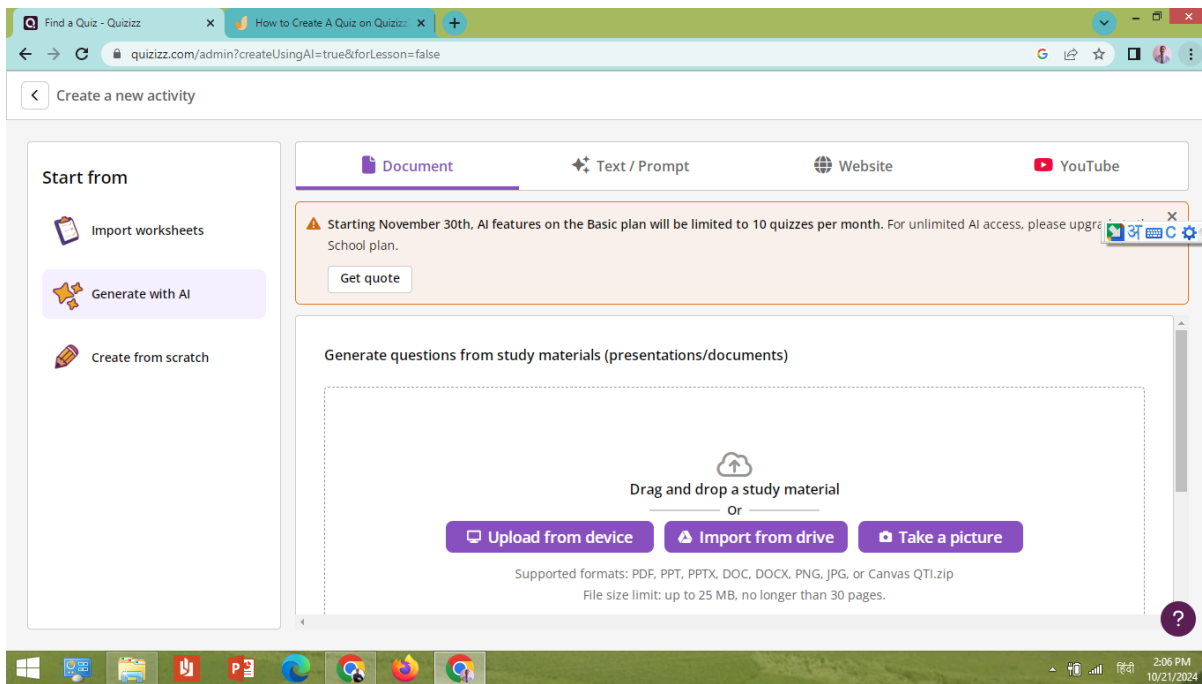 Find a Quiz - Quizizz
How to Create A Quiz on Quizizz
quizizz.com/admin?createUsingAI=true&forLesson=false
Create a new activity
Start from
Import worksheets
Generate with AI
Create from scratch
Document
Text / Prompt
Website
YouTube
Starting November 30th, AI features on the Basic plan will be limited to 10 quizzes per month. For unlimited AI access, please
School plan.
Get quote
अ C
Generate questions from study materials (presentations/documents)
Drag and drop a study material
Or
Upload from device
Import from drive
Take a picture
Supported formats: PDF, PPT, PPTX, DOC, DOCX, PNG, JPG, or Canvas QTI.zip
File size limit: up to 25 MB, no longer than 30 pages.
?
हिंदी
2:06 PM
10/21/2024